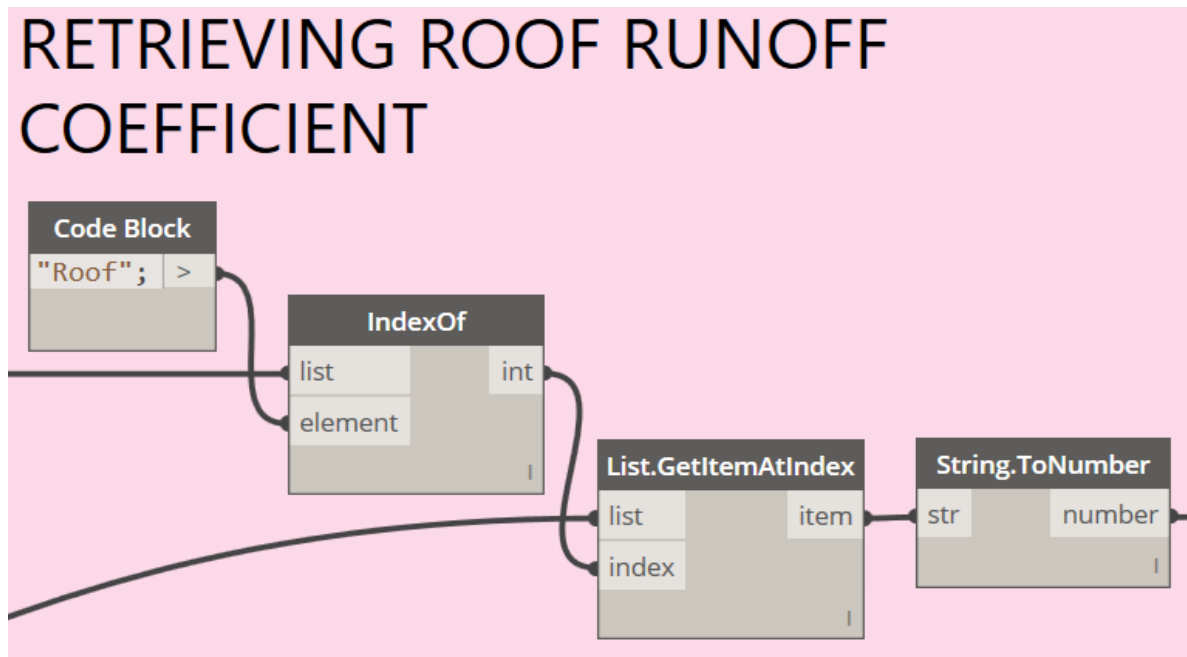 RETRIEVING ROOF RUNOFF
COEFFICIENT
Code Block
"Roof"; >
IndexOf
list int
element
l
List.GetItemAtIndex
list item
index
l
String.ToNumber
str number
l